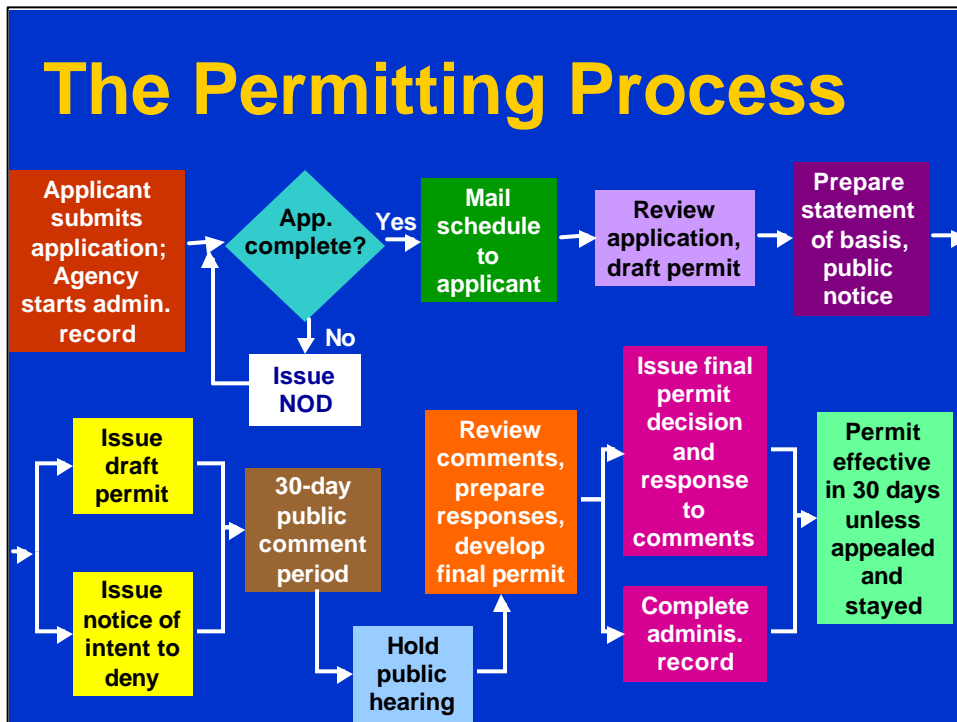 The Permitting Process
Applicant
submits
application;
Agency
starts admin.
record
App.
complete?
Yes
No
Issue
NOD
Mail
schedule
to
applicant
Review
application,
draft permit
Prepare
statement
of basis,
public
notice
Issue
draft
permit
Issue
notice of
intent to
deny
30-day
public
comment
period
Hold
public
hearing
Review
comments,
prepare
responses,
develop
final permit
Issue final
permit
decision
and
response
to
comments
Complete
adminis.
record
Permit
effective
in 30 days
unless
appealed
and
stayed